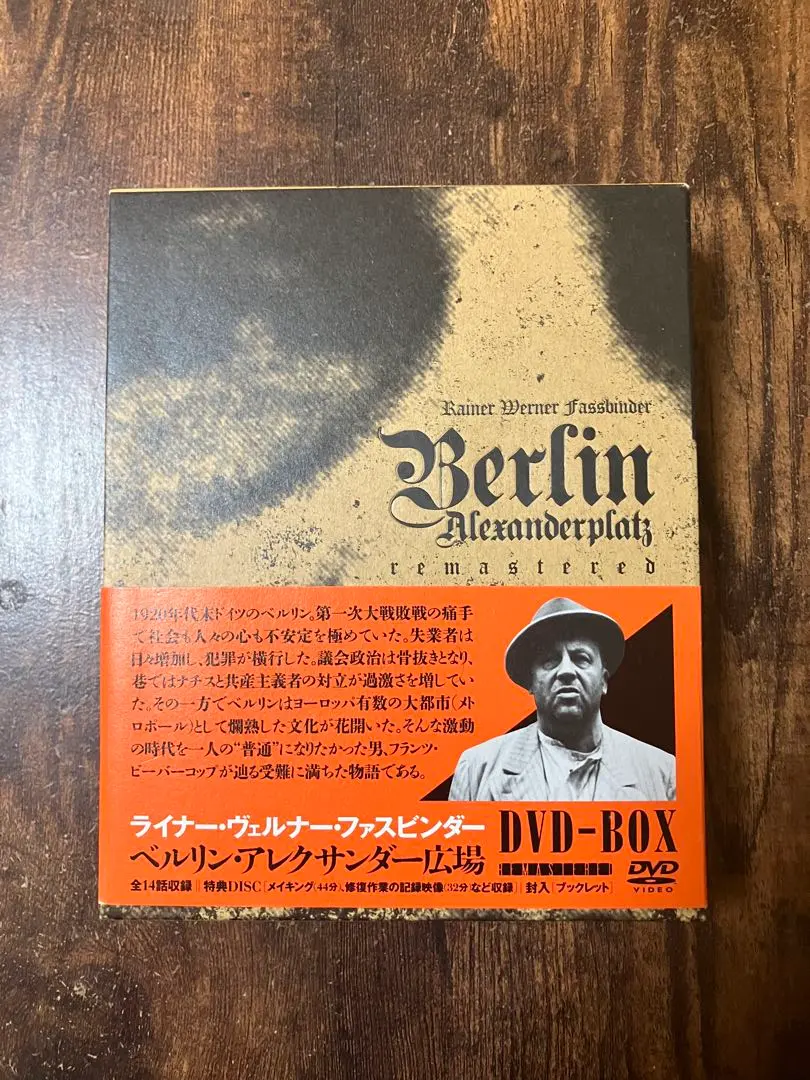 Rainer Werner Fassbinder
Berlin
Alexanderplatz
remastered
1920年代末ドイツのベルリン。第一次大戦敗戦の痛手
で社会も人々の心も不安定を極めていた。失業者は
日々増加し、犯罪が横行した。議会政治は骨抜きとなり、
巷ではナチスと共産主義者の対立が過激さを増してい
た。その一方でベルリンはヨーロッパ有数の大都市（メト
ロポール）として爛熟した文化が花開いた。そんな激動
の時代を一人の“普通”になりたかった男、フランツ・
ビーバーコップが辿る受難に満ちた物語である。
ライナー・ヴェルナー・ファスビンダー
ベルリン・アレクサンダー広場
DVD-BOX
REMASTERED
DVD
VIDEO
全14話収録 || 特典DISC［メイキング（44分）、修復作業の記録映像（32分）など収録］ || 封入［ブックレット］